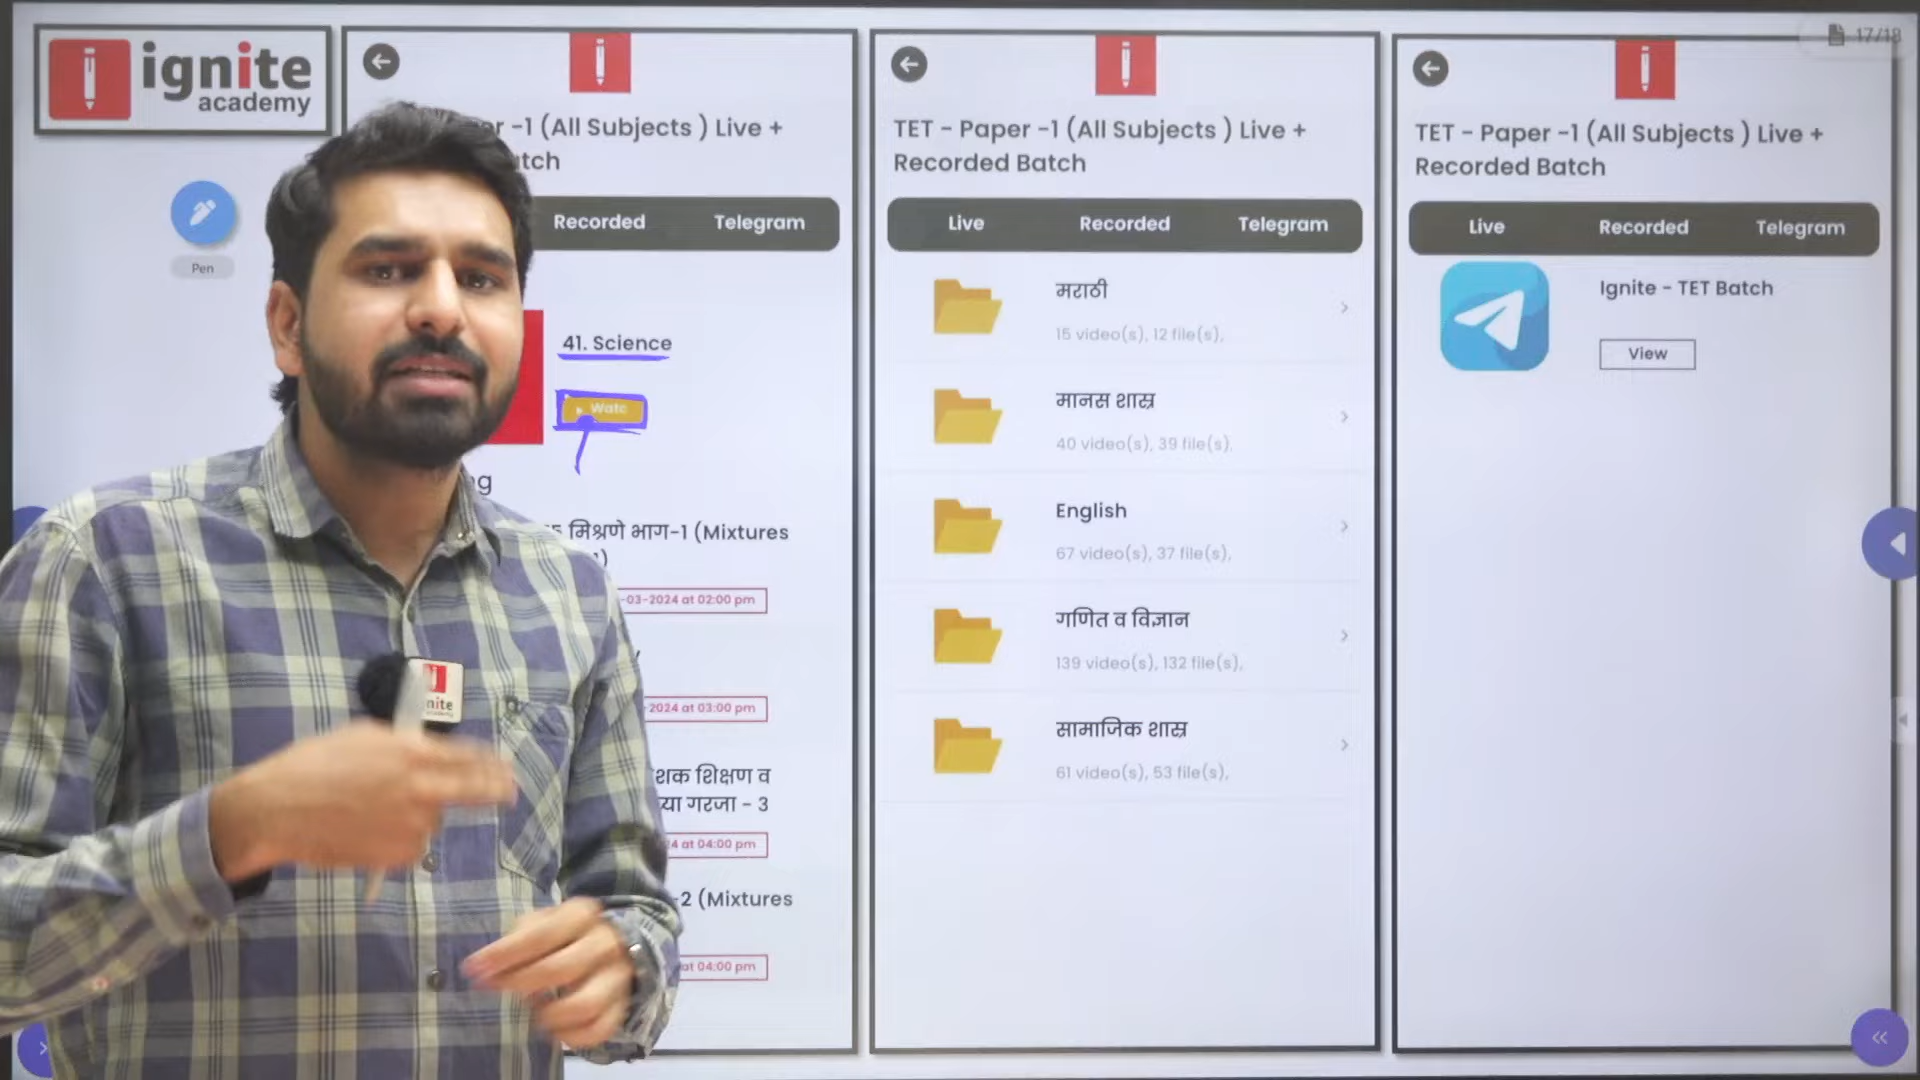 ignite
academy
Pen
-1 (All Subjects ) Live +
Recorded
Telegram
41. Science
Watc
मिश्रणे भाग-1 (Mixtures
-03-2024 at 02:00 pm
2024 at 03:00 pm
शिक्षण व
गरजा - 3
at 04:00 pm
-2 (Mixtures
at 04:00 pm
nite
TET - Paper -1 (All Subjects ) Live +
Recorded Batch
Live Recorded Telegram
मराठी
15 video(s), 12 file(s),
मानस शास्त्र
40 video(s), 39 file(s),
English
67 video(s), 37 file(s),
गणित व विज्ञान
139 video(s), 132 file(s),
सामाजिक शास्त्र
61 video(s), 53 file(s),
17/18
TET - Paper -1 (All Subjects ) Live +
Recorded Batch
Live Recorded Telegram
Ignite - TET Batch
View